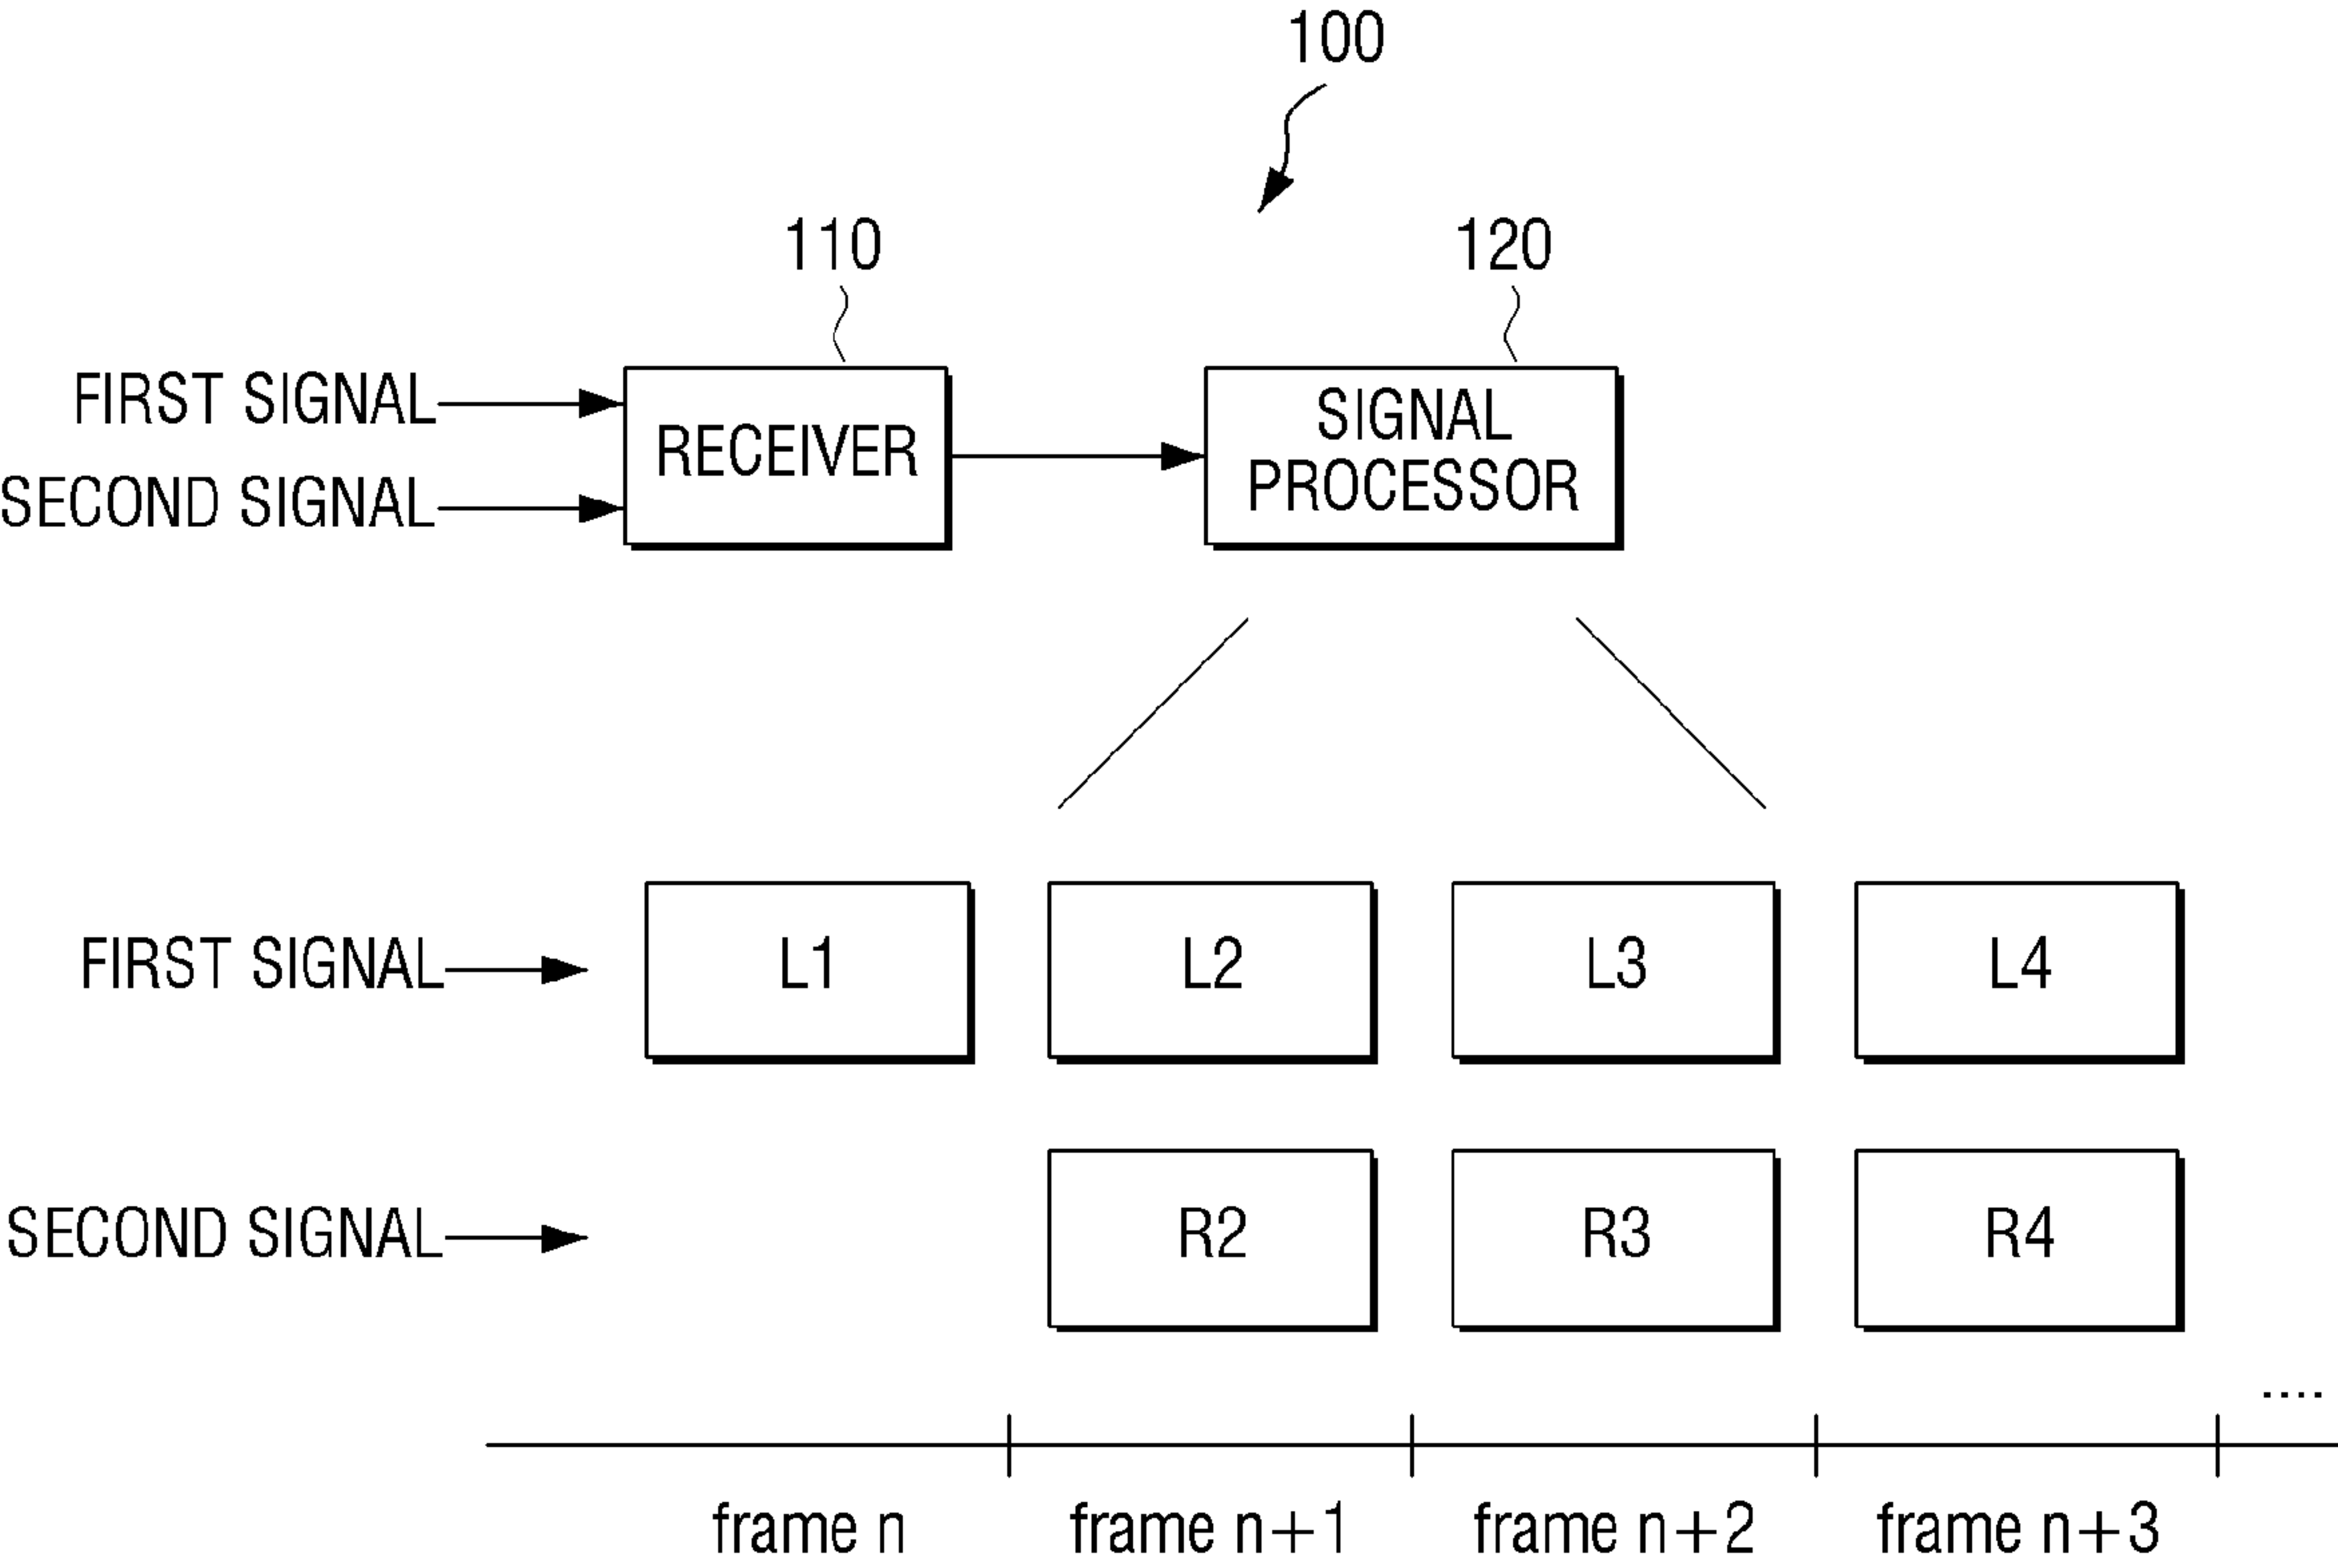 100
110
120
FIRST SIGNAL
SECOND SIGNAL
RECEIVER
SIGNAL
PROCESSOR
FIRST SIGNAL
L1
L2
L3
L4
SECOND SIGNAL
R2
R3
R4
....
frame n
frame n+1
frame n+2
frame n+3